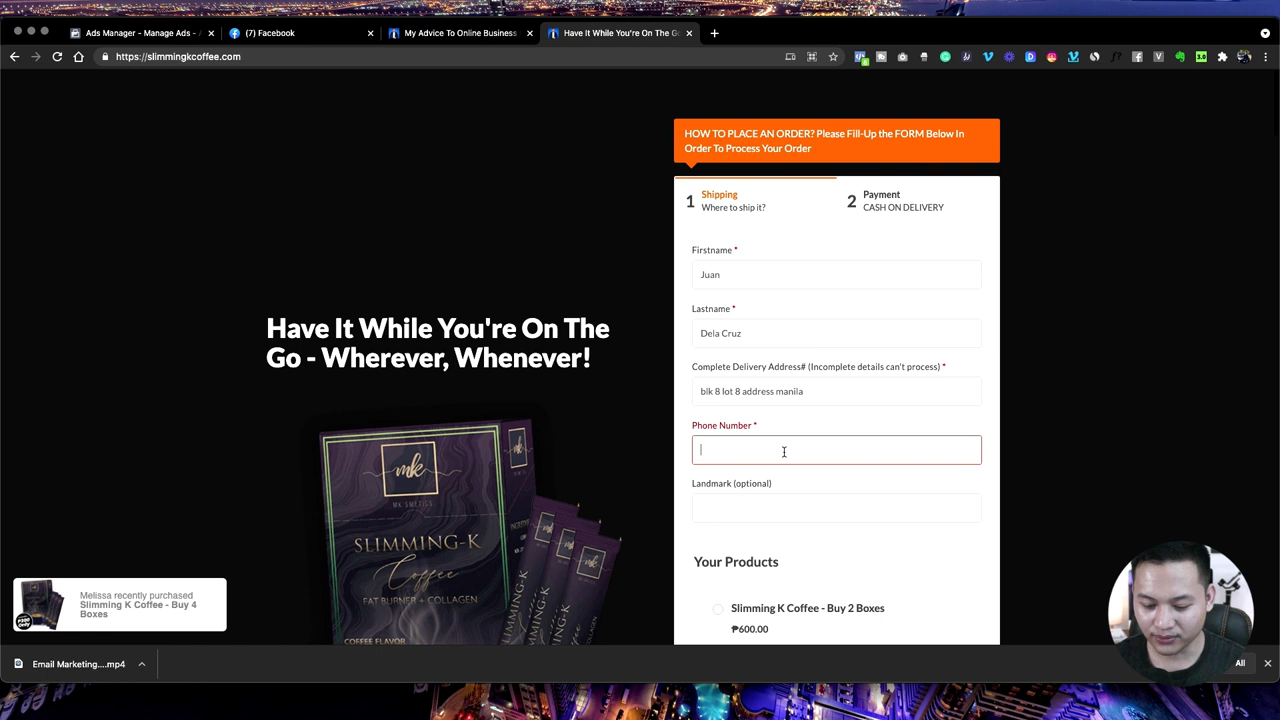 Ads Manager - Manage Ads -
(7) Facebook
My Advice To Online Business
Have It While You're On The Go
https://slimmingkcoffee.com
HOW TO PLACE AN ORDER? Please Fill-Up the FORM Below In
Order To Process Your Order
1 Shipping
Where to ship it?
2 Payment
CASH ON DELIVERY
Firstname *
Juan
Lastname *
Dela Cruz
Complete Delivery Address# (Incomplete details can't process) *
blk 8 lot 8 address manila
Phone Number *
Landmark (optional)
Your Products
Slimming K Coffee - Buy 2 Boxes
₱600.00
Have It While You're On The
Go - Wherever, Whenever!
mk
MK SMETICS
SLIMMING-K
Coffee
FAT BURNER + COLLAGEN
COFFEE FLAVOR
Melissa recently purchased
Slimming K Coffee - Buy 4
Boxes
Email Marketing....mp4
All